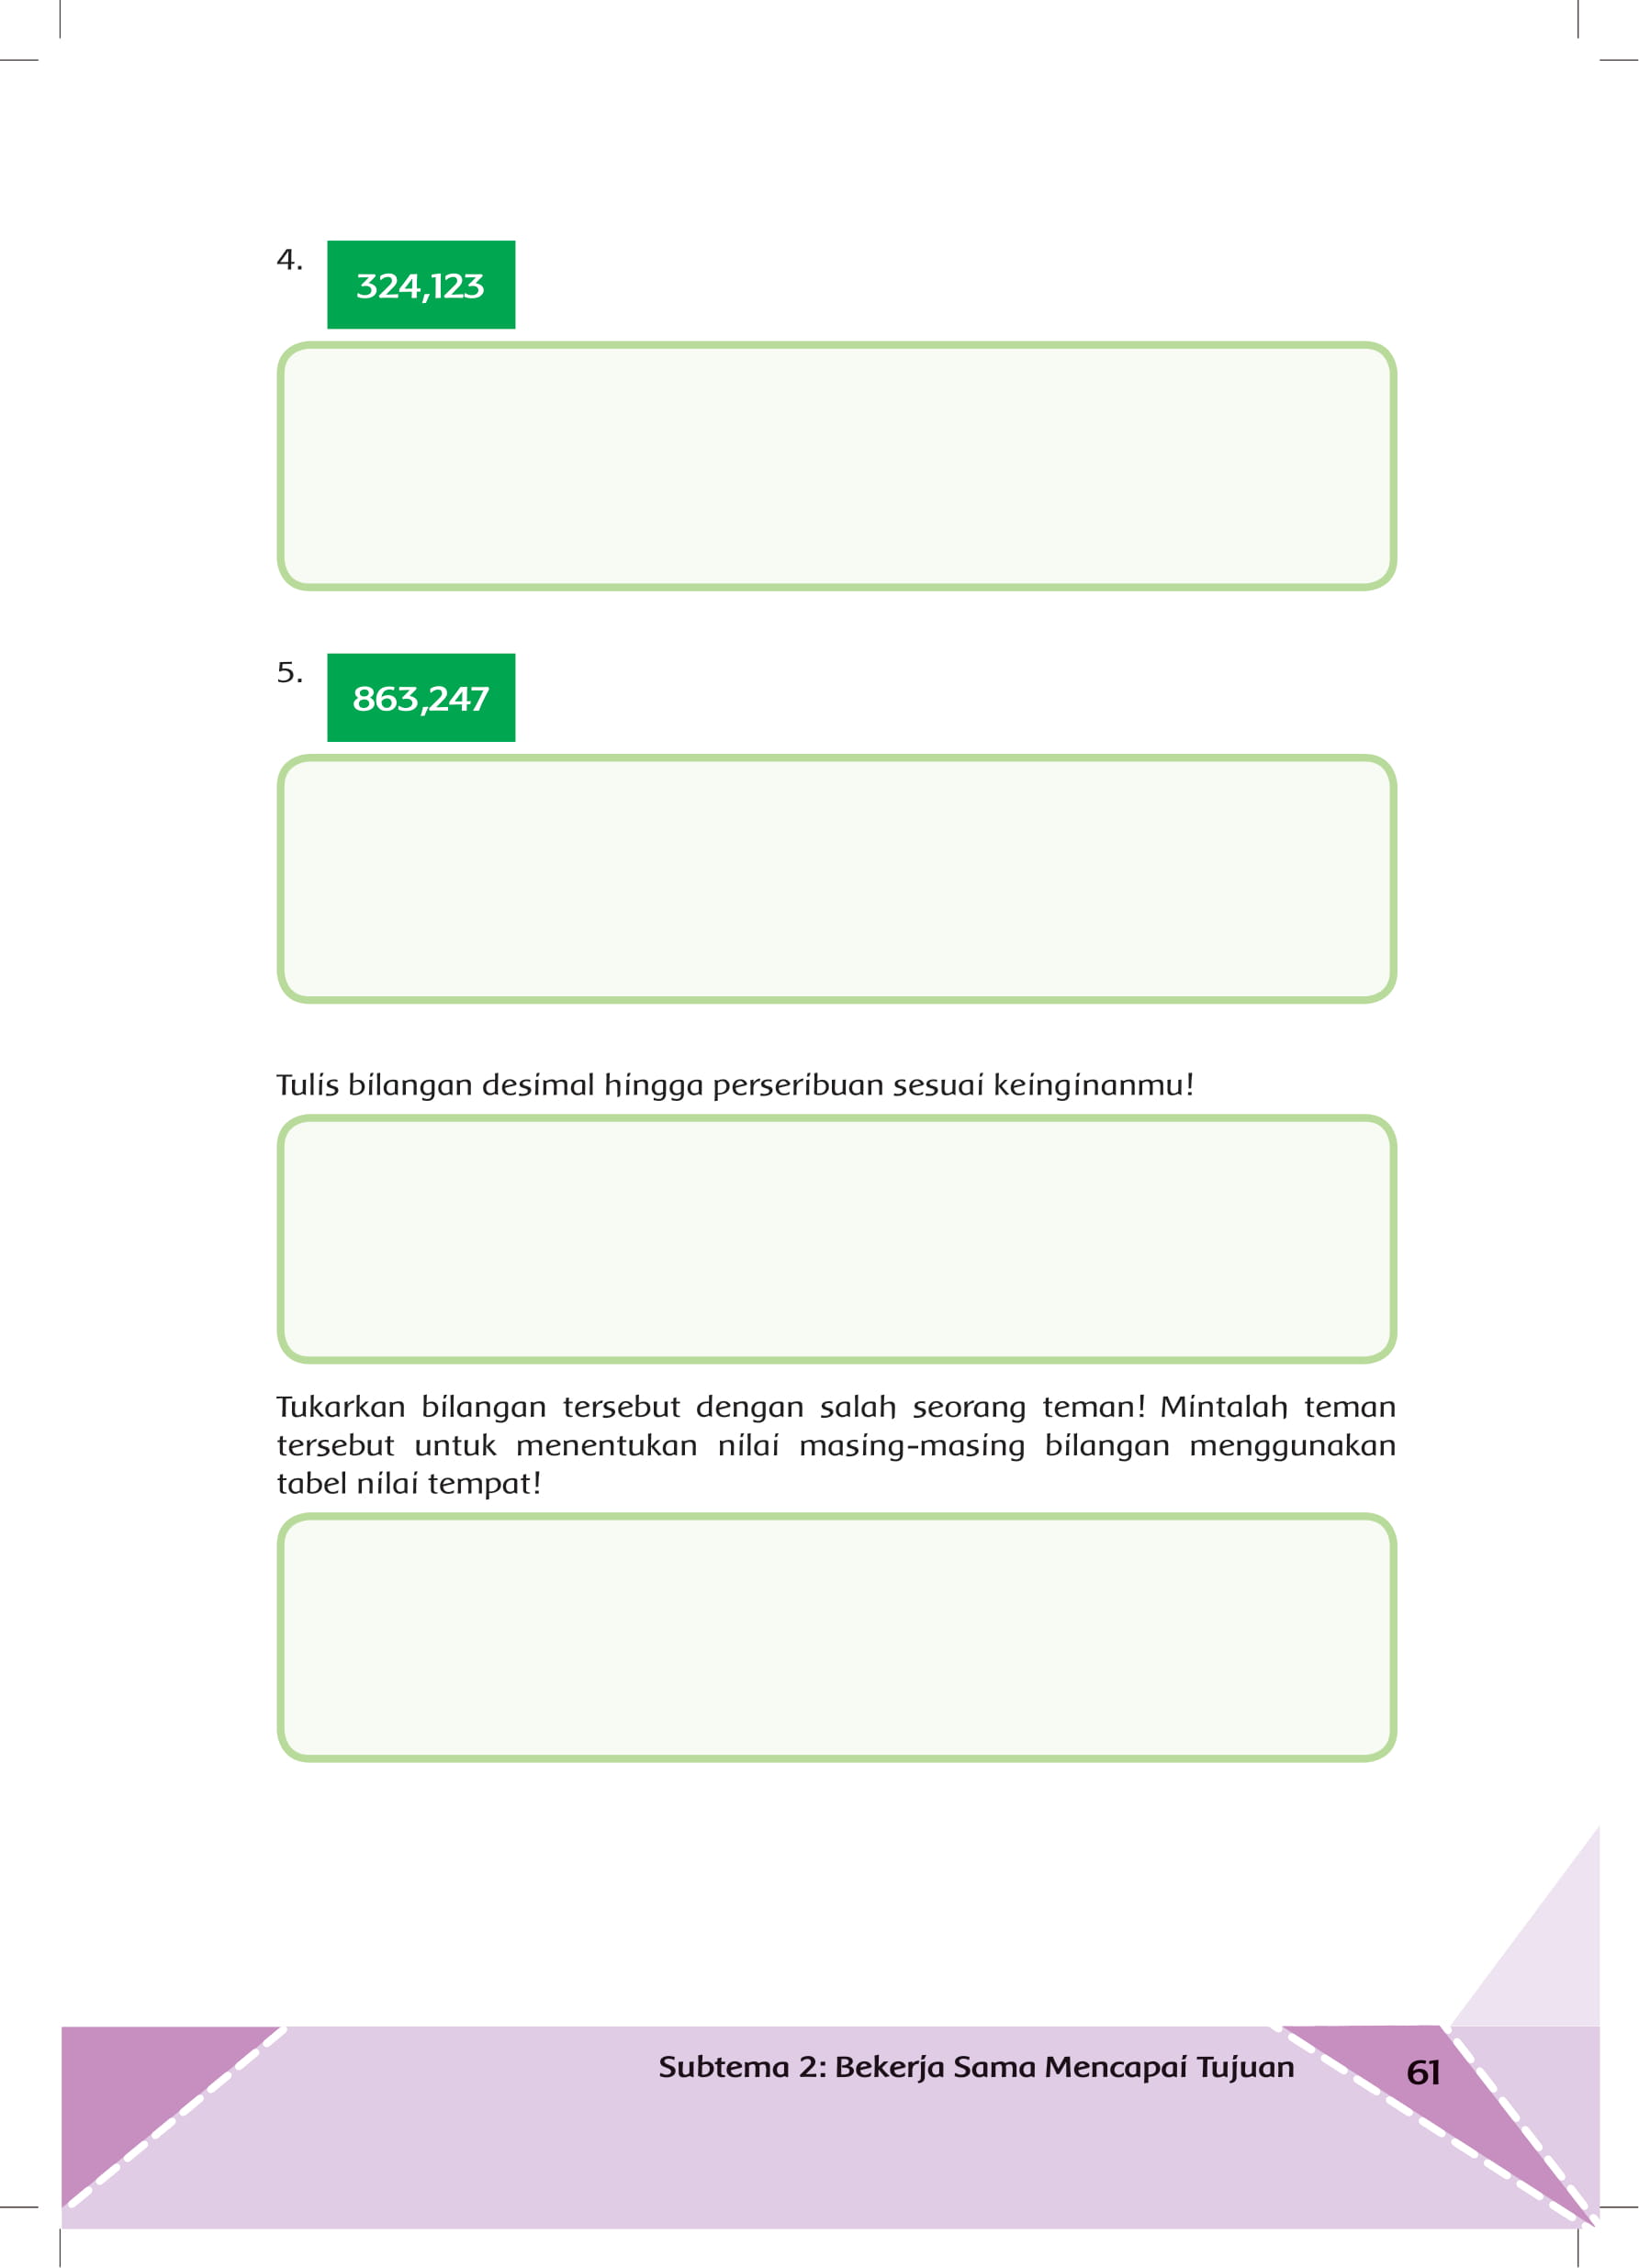 4.
324,123
5.
863,247
Tulis bilangan desimal hingga perseribuan sesuai keinginanmu!
Tukarkan bilangan tersebut dengan salah seorang teman! Mintalah teman
tersebut untuk menentukan nilai masing-masing bilangan menggunakan
tabel nilai tempat!
Subtema 2: Bekerja Sama Mencapai Tujuan
61